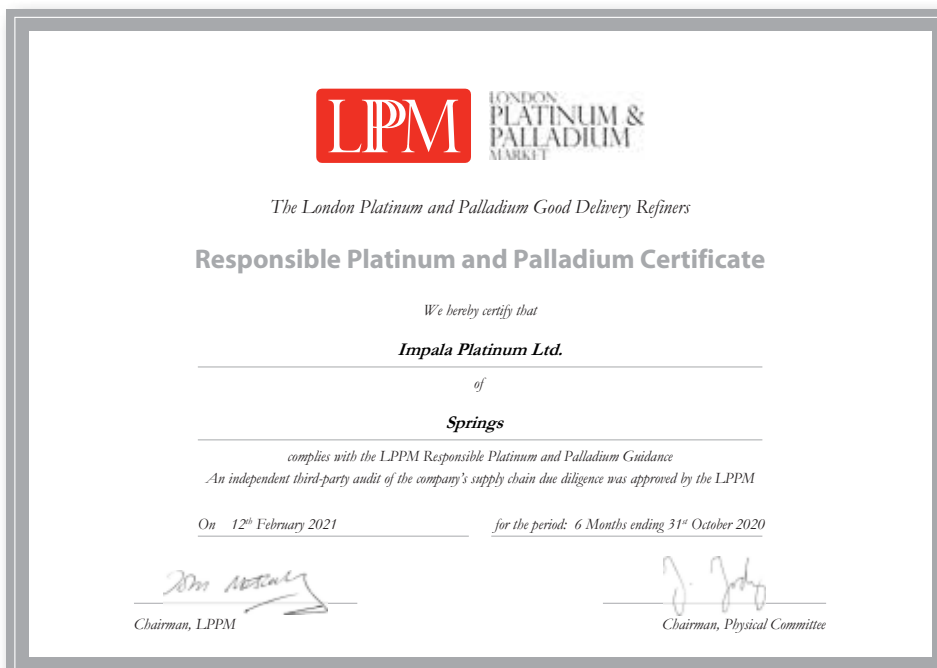 LPPM
LONDON
PLATINUM &
PALLADIUM
MARKET
The London Platinum and Palladium Good Delivery Refiners
Responsible Platinum and Palladium Certificate
We hereby certify that
Impala Platinum Ltd.
of
Springs
complies with the LPPM Responsible Platinum and Palladium Guidance
An independent third-party audit of the company's supply chain due diligence was approved by the LPPM
On 12th February 2021 for the period: 6 Months ending 31st October 2020
Chairman, LPPM Chairman, Physical Committee